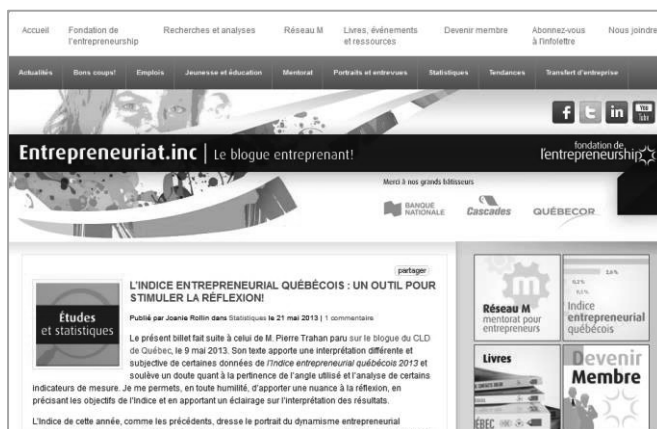 Accueil
Fondation de
l'entrepreneurship
Recherches et analyses
Réseau M
Livres, événements
et ressources
Devenir membre
Abonnez-vous
à l'infolettre
Nous joindre
Actualités Bons coups! Emplois Jeunesse et éducation Mentorat Portraits et entrevues Statistiques Tendances Transfert d'entreprise
f t in You Tube
Entrepreneuriat.inc | Le blogue entreprenant!
fondation de
l'entrepreneurship
Merci à nos grands bâtisseurs
BANQUE
NATIONALE
Cascades
QUÉBECOR
partager
Études
et statistiques
L'INDICE ENTREPRENEURIAL QUÉBÉCOIS : UN OUTIL POUR
STIMULER LA RÉFLEXION!
Publié par Joanie Rollin dans Statistiques le 21 mai 2013 | 1 commentaire
Le présent billet fait suite à celui de M. Pierre Trahan paru sur le blogue du CLD
de Québec, le 9 mai 2013. Son texte apporte une interprétation différente et
subjective de certaines données de l'Indice entrepreneurial québécois 2013 et
soulève un doute quant à la pertinence de l'angle utilisé et l'analyse de certains
indicateurs de mesure. Je me permets, en toute humilité, d'apporter une nuance à la réflexion, en
précisant les objectifs de l'Indice et en apportant un éclairage sur l'interprétation des résultats.
L'Indice de cette année, comme les précédents, dresse le portrait du dynamisme entrepreneurial
Réseau M
mentorat pour
entrepreneurs
Indice
entrepreneurial
québécois
Livres
Devenir
Membre